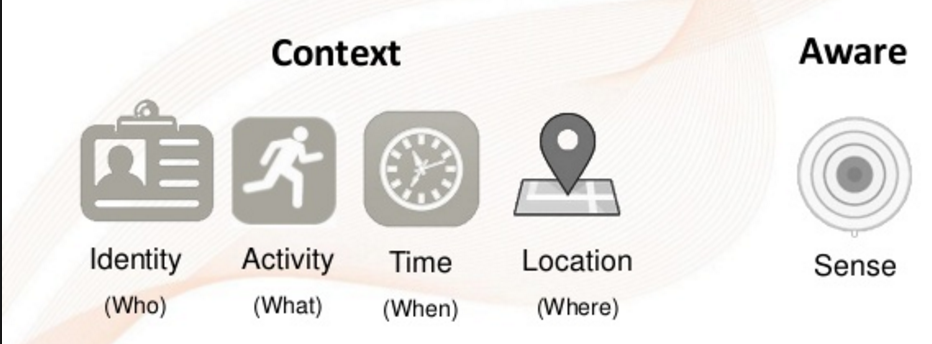 Context
Aware
Identity
Activity
Time
Location
Sense
(Who)
(What)
(When)
(Where)